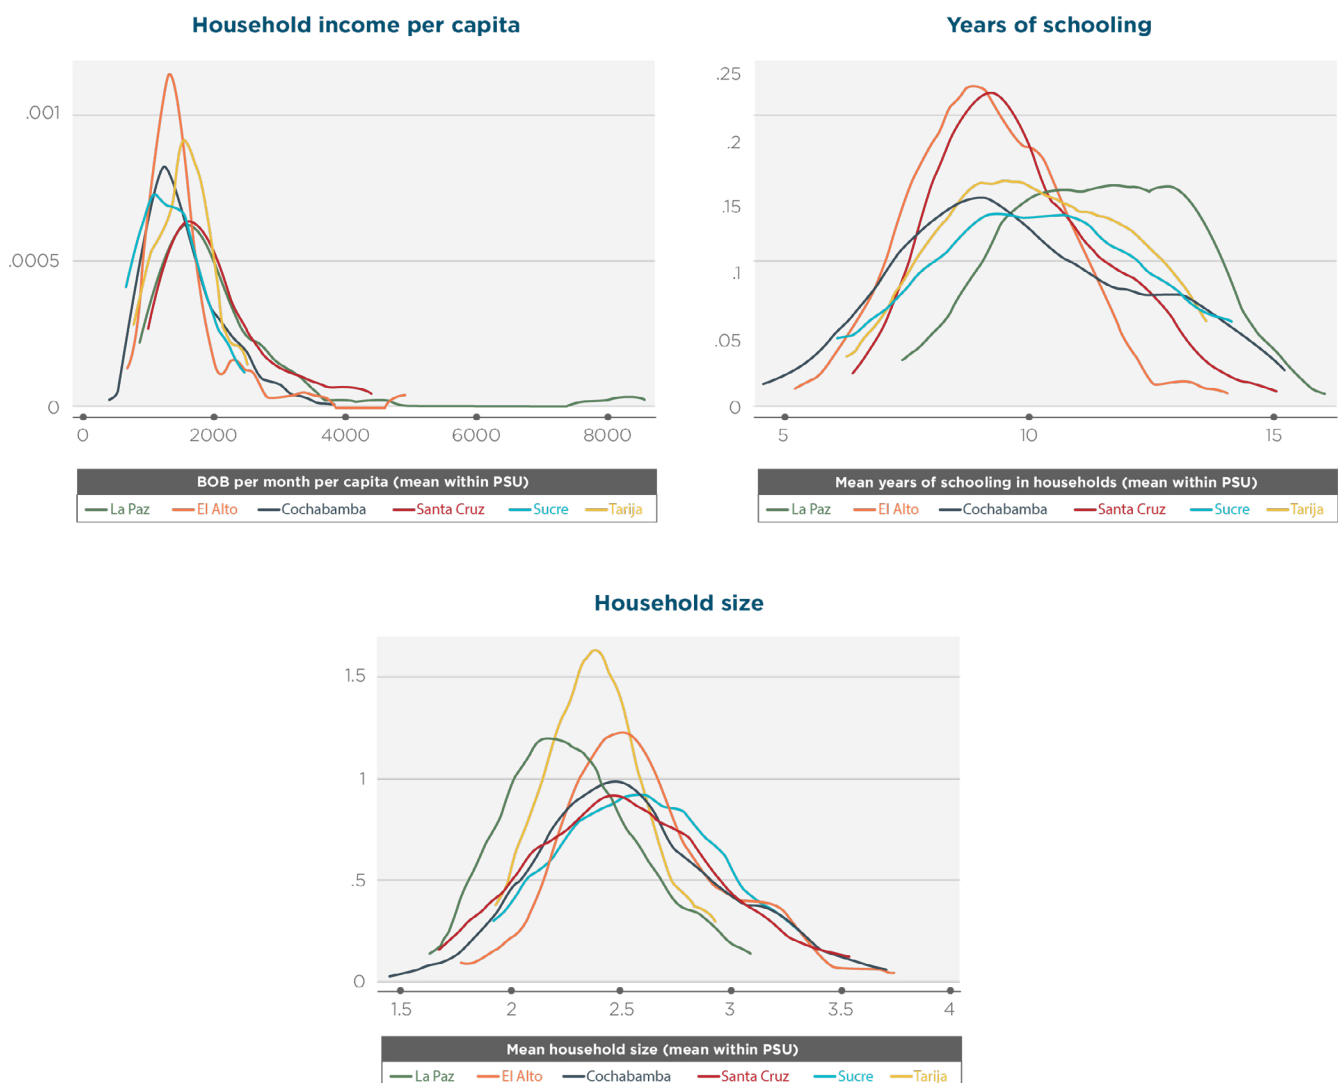 Household income per capita
.001
.0005
0
0 2000 4000 6000 8000
BOB per month per capita (mean within PSU)
La Paz El Alto Cochabamba Santa Cruz Sucre Tarija
Years of schooling
.25
.2
.15
.1
.05
0
5 10 15
Mean years of schooling in households (mean within PSU)
La Paz El Alto Cochabamba Santa Cruz Sucre Tarija
Household size
1.5
1
.5
0
1.5 2 2.5 3 3.5 4
Mean household size (mean within PSU)
La Paz El Alto Cochabamba Santa Cruz Sucre Tarija